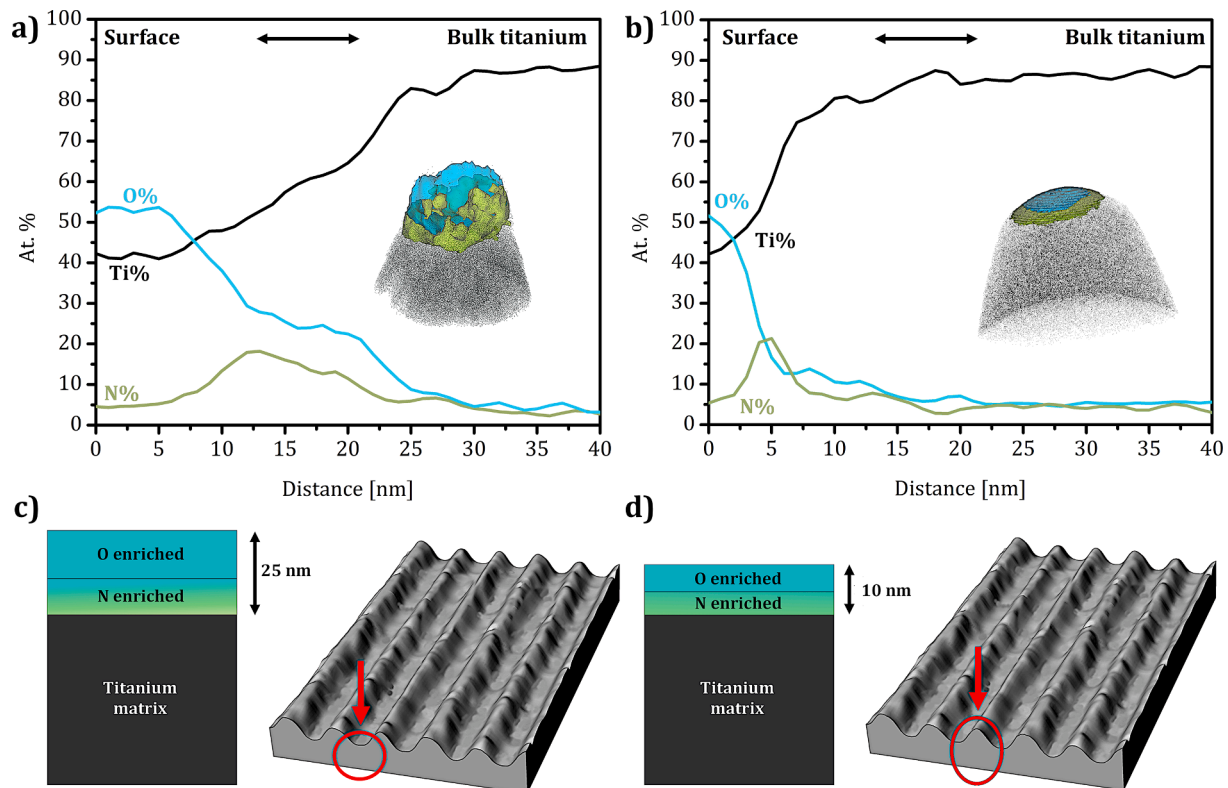 a)
Surface
Bulk titanium
O%
Ti%
N%
At. %
100
90
80
70
60
50
40
30
20
10
0
0 5 10 15 20 25 30 35 40
Distance [nm]
b)
Surface
Bulk titanium
O%
Ti%
N%
At. %
100
90
80
70
60
50
40
30
20
10
0
0 5 10 15 20 25 30 35 40
Distance [nm]
c)
O enriched
N enriched
25 nm
Titanium
matrix
d)
O enriched
N enriched
10 nm
Titanium
matrix